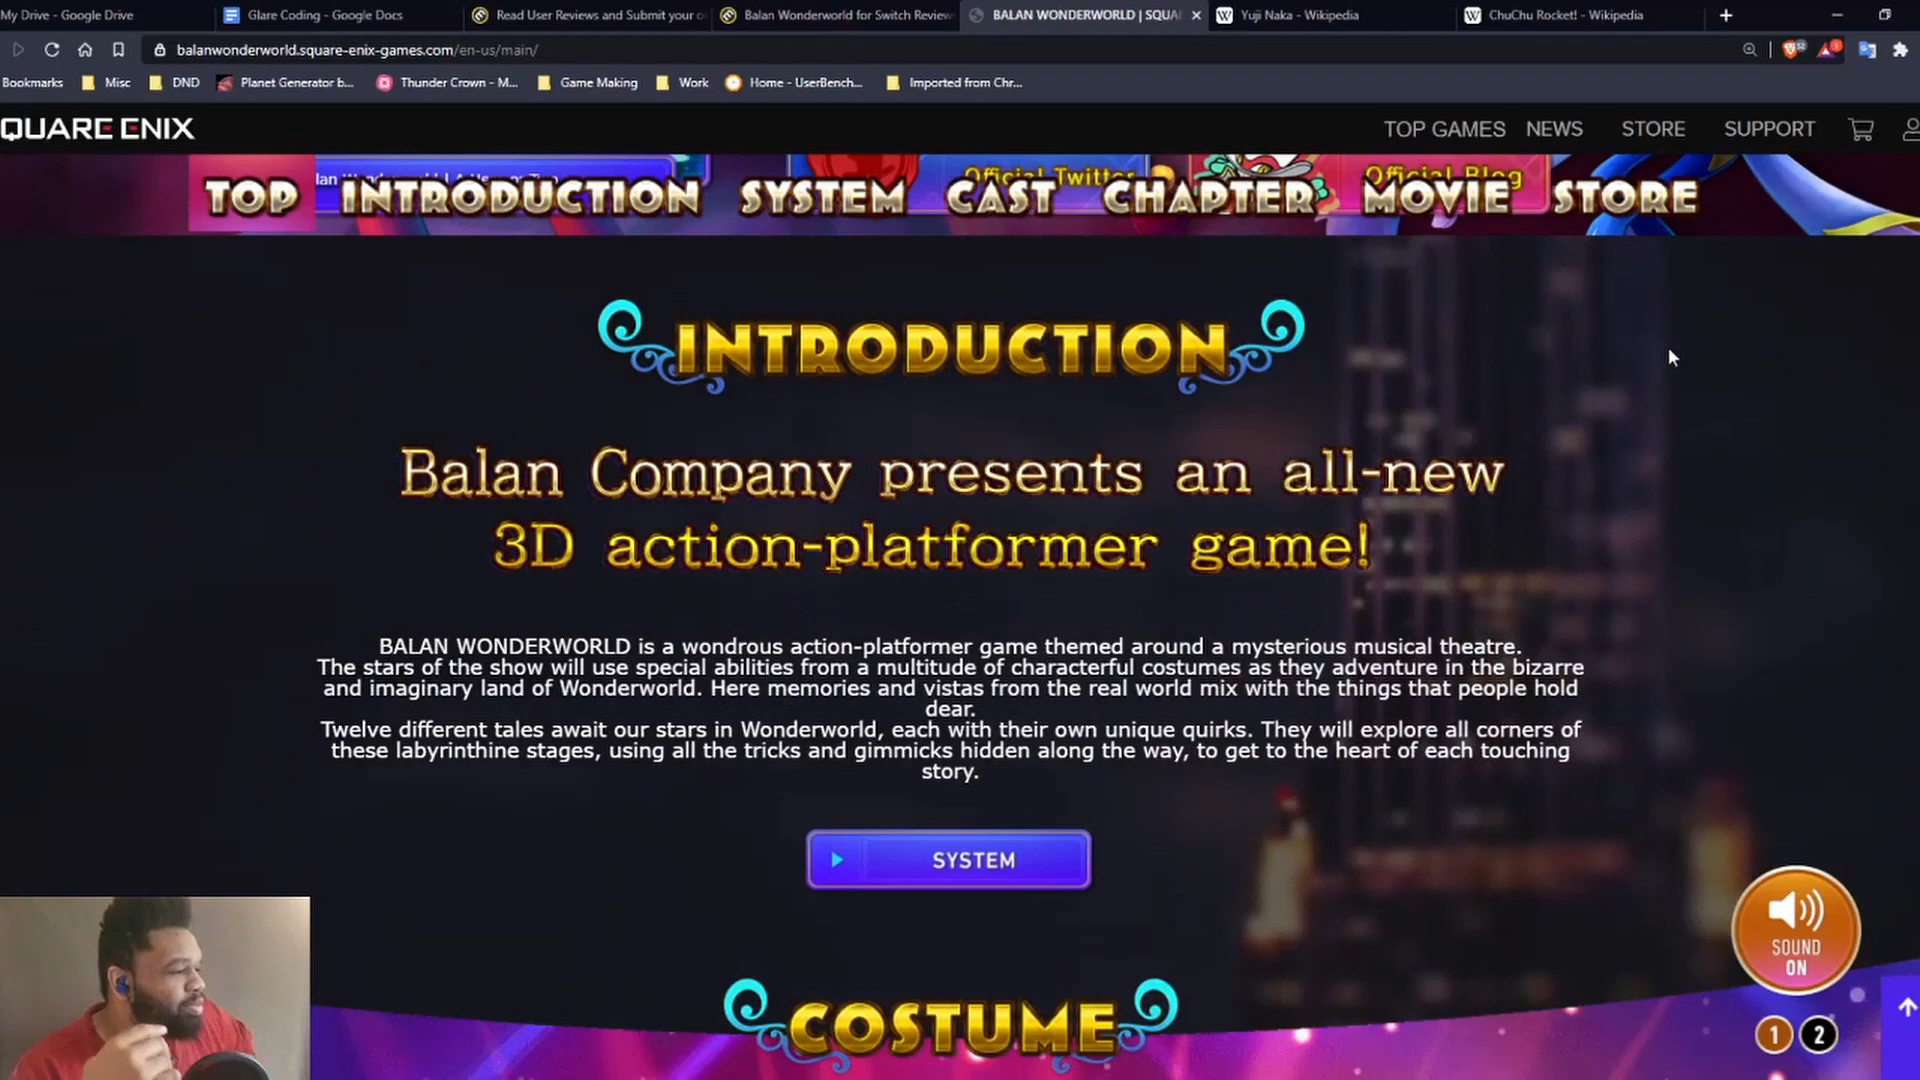 My Drive - Google Drive
Glare Coding - Google Docs
Read User Reviews and Submit your o
Balan Wonderworld for Switch Review
BALAN WONDERWORLD | SQUA
Yuji Naka - Wikipedia
ChuChu Rocket! - Wikipedia
balanwonderworld.square-enix-games.com/en-us/main/
Bookmarks
Misc
DND
Planet Generator b...
Thunder Crown - M...
Game Making
Work
Home - UserBench...
Imported from Chr...
QUARE ENIX
TOP GAMES
NEWS
STORE
SUPPORT
Official Twitter
Official Blog
TOP
INTRODUCTION
SYSTEM
CAST
CHAPTER
MOVIE
STORE
INTRODUCTION
Balan Company presents an all-new
3D action-platformer game!
BALAN WONDERWORLD is a wondrous action-platformer game themed around a mysterious musical theatre.
The stars of the show will use special abilities from a multitude of characterful costumes as they adventure in the bizarre
and imaginary land of Wonderworld. Here memories and vistas from the real world mix with the things that people hold
dear.
Twelve different tales await our stars in Wonderworld, each with their own unique quirks. They will explore all corners of
these labyrinthine stages, using all the tricks and gimmicks hidden along the way, to get to the heart of each touching
story.
SYSTEM
SOUND
ON
COSTUME
1
2